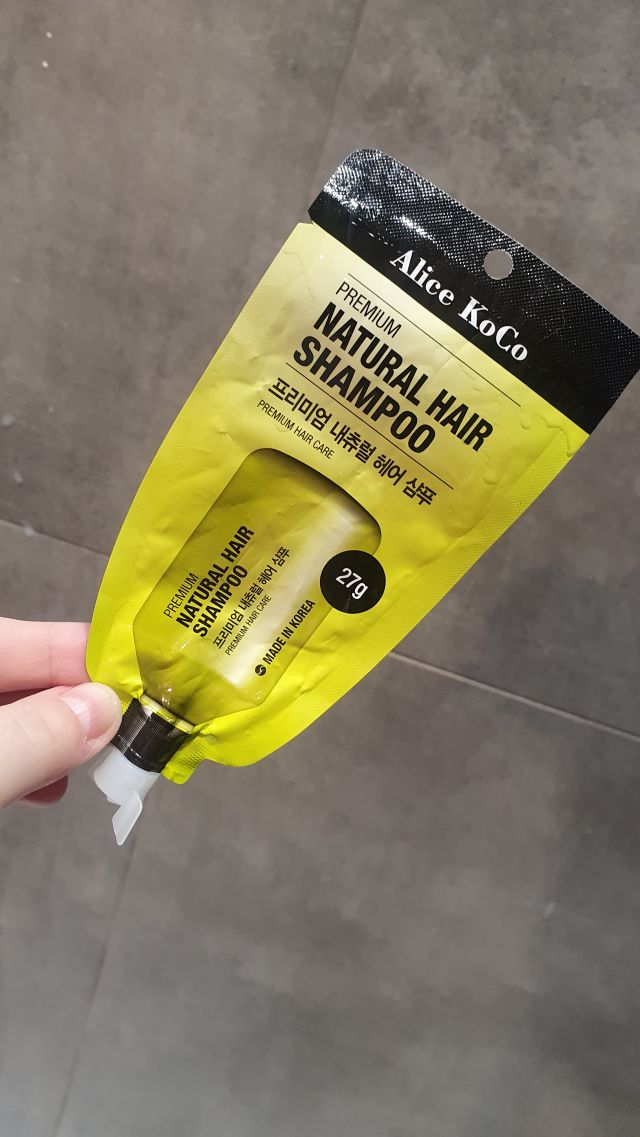 Alice KoCo
PREMIUM
NATURAL HAIR
SHAMPOO
프리미엄 내츄럴 헤어 샴푸
PREMIUM HAIR CARE
PREMIUM
NATURAL HAIR
SHAMPOO
프리미엄 내츄럴 헤어 샴푸
PREMIUM HAIR CARE
27g
MADE IN KOREA